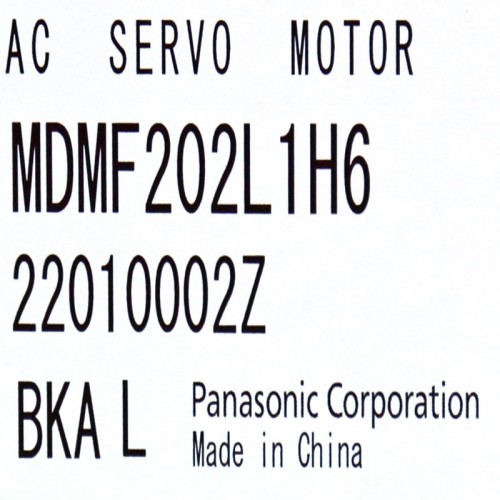 AC SERVO MOTOR
MDMF202L1H6
22010002Z
BKA L
Panasonic Corporation
Made in China